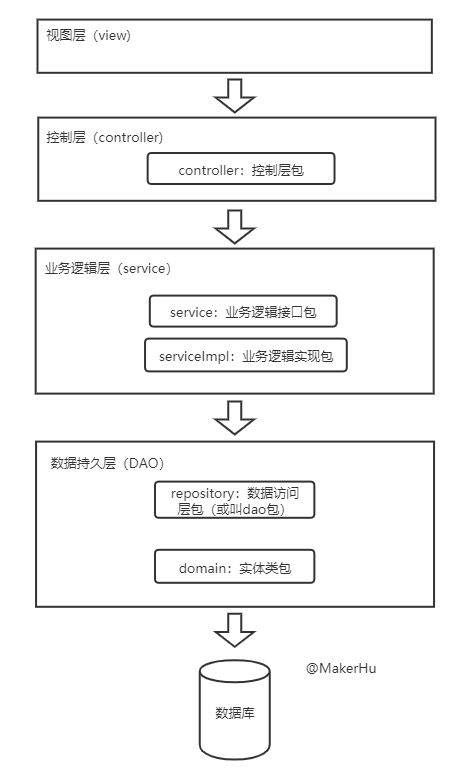 视图层（view)
控制层（controller)
controller：控制层包
业务逻辑层（service）
service：业务逻辑接口包
serviceImpl：业务逻辑实现包
数据持久层（DAO）
repository：数据访问
层包（或叫dao包）
domain：实体类包
@MakerHu
数据库